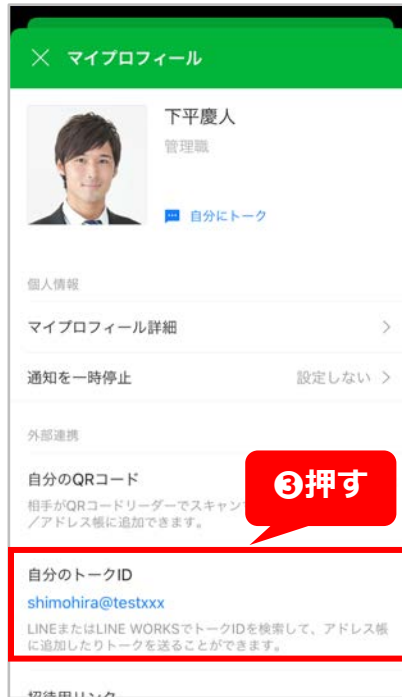 マイプロフィール
下平慶人
管理職
自分にトーク
個人情報
マイプロフィール詳細
通知を一時停止 設定しない
外部連携
自分のQRコード
❸押す
相手がQRコードリーダーでスキャン
／アドレス帳に追加できます。
自分のトークID
shimohira@testxxx
LINEまたはLINE WORKSでトークIDを検索して、アドレス帳
に追加したりトークを送ることができます。
招待用リンク